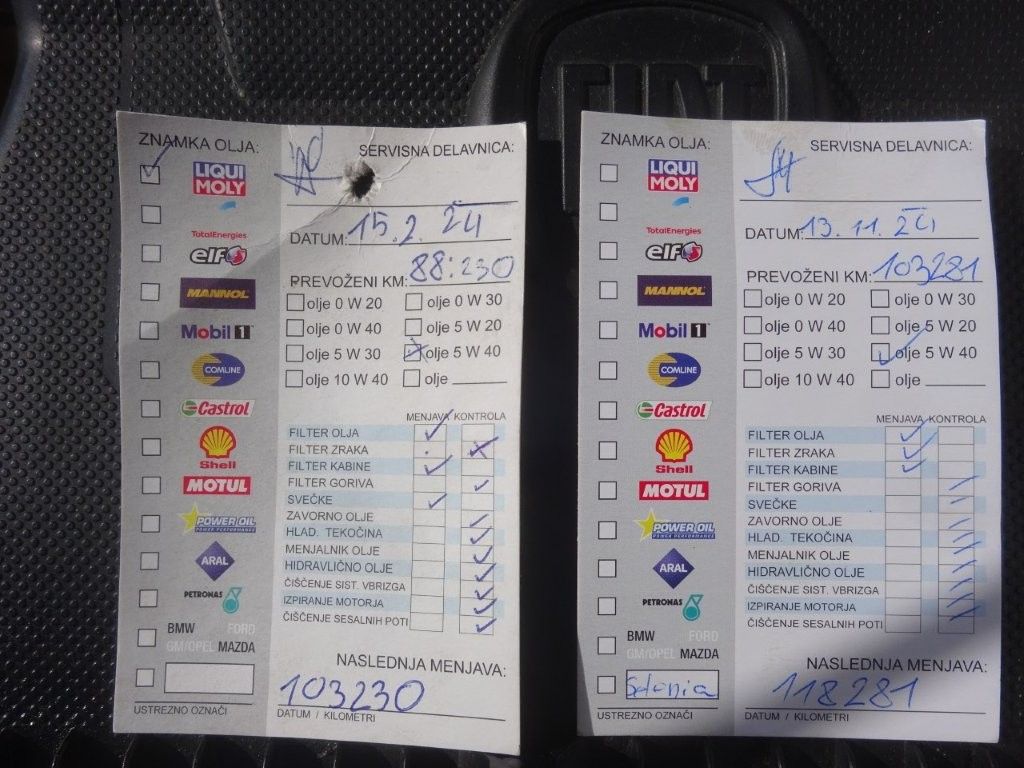 FIAT
ZNAMKA OLJA:
SERVISNA DELAVNICA:
LIQUI
MOLY
DATUM: 15.2.24
TotalEnergies
elf
PREVOŽENI KM: 88:230
MANNOL
olje 0 W 20
olje 0 W 30
Mobil 1
olje 0 W 40
olje 5 W 20
olje 5 W 30
olje 5 W 40
COMLINE
olje 10 W 40
olje
Castrol
MENJAVA KONTROLA
FILTER OLJA
Shell
FILTER ZRAKA
FILTER KABINE
MOTUL
FILTER GORIVA
SVEČKE
POWER OIL
POWER PERFORMANCE
ZAVORNO OLJE
HLAD. TEKOČINA
ARAL
MENJALNIK OLJE
HIDRAVLIČNO OLJE
ČIŠČENJE SIST. VBRIZGA
PETRONAS
IZPIRANJE MOTORJA
ČIŠČENJE SESALNIH POTI
BMW FORD
GM/OPEL MAZDA
NASLEDNJA MENJAVA:
103230
USTREZNO OZNAČI
DATUM / KILOMETRI
ZNAMKA OLJA:
SERVISNA DELAVNICA:
LIQUI
MOLY
DATUM: 13.11.24
TotalEnergies
elf
PREVOŽENI KM: 103281
MANNOL
olje 0 W 20
olje 0 W 30
Mobil 1
olje 0 W 40
olje 5 W 20
olje 5 W 30
olje 5 W 40
COMLINE
olje 10 W 40
olje
Castrol
MENJAVA KONTROLA
FILTER OLJA
Shell
FILTER ZRAKA
FILTER KABINE
MOTUL
FILTER GORIVA
SVEČKE
POWER OIL
POWER PERFORMANCE
ZAVORNO OLJE
HLAD. TEKOČINA
ARAL
MENJALNIK OLJE
HIDRAVLIČNO OLJE
ČIŠČENJE SIST. VBRIZGA
PETRONAS
IZPIRANJE MOTORJA
ČIŠČENJE SESALNIH POTI
BMW FORD
GM/OPEL MAZDA
NASLEDNJA MENJAVA:
Selenia
118281
USTREZNO OZNAČI
DATUM / KILOMETRI